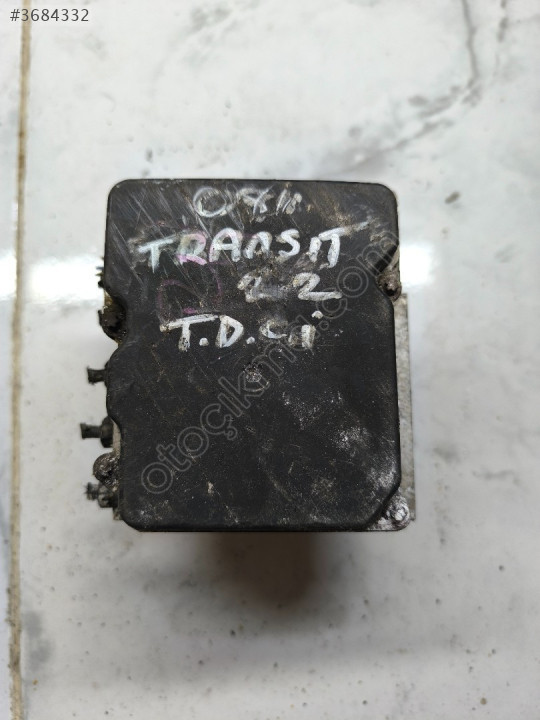 #3684332
TRANSIT
2.2
T.D.Ci
otoçıkma.com